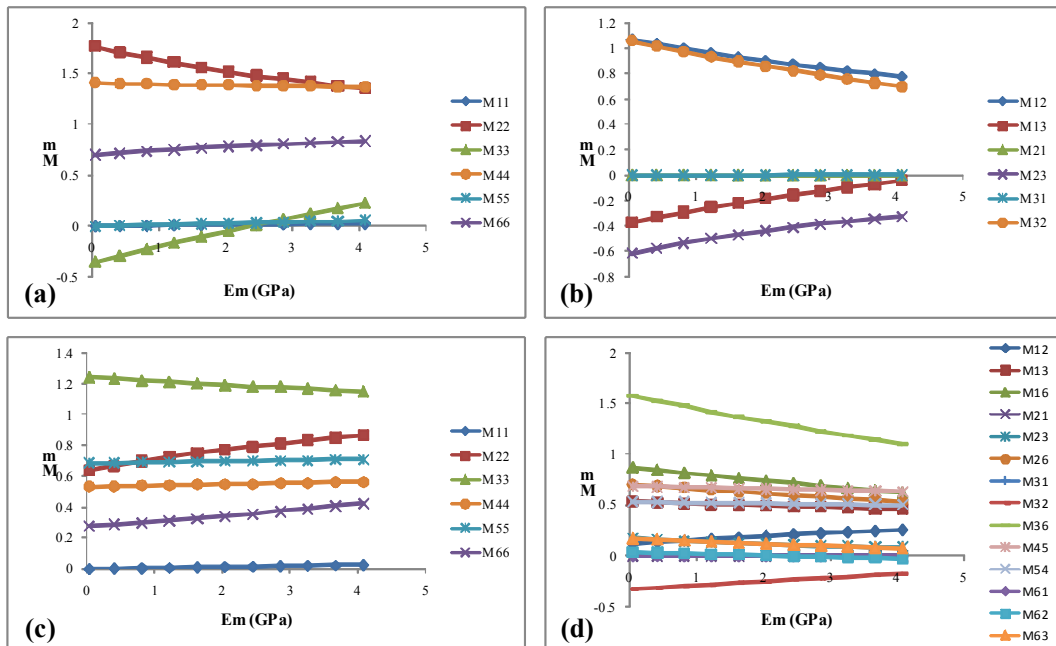 2
1.5
1
0.5
0
-0.5
m
M
0
1
2
3
4
5
Em (GPa)
M11
M22
M33
M44
M55
M66
(a)
1.2
1
0.8
0.6
0.4
0.2
0
-0.2
-0.4
-0.6
-0.8
m
M
0
1
2
3
4
5
Em (GPa)
M12
M13
M21
M23
M31
M32
(b)
1.4
1.2
1
0.8
0.6
0.4
0.2
0
m
M
0
1
2
3
4
5
Em (GPa)
M11
M22
M33
M44
M55
M66
(c)
2
1.5
1
0.5
0
-0.5
m
M
0
1
2
3
4
5
Em (GPa)
M12
M13
M16
M21
M23
M26
M31
M32
M36
M45
M54
M61
M62
M63
(d)